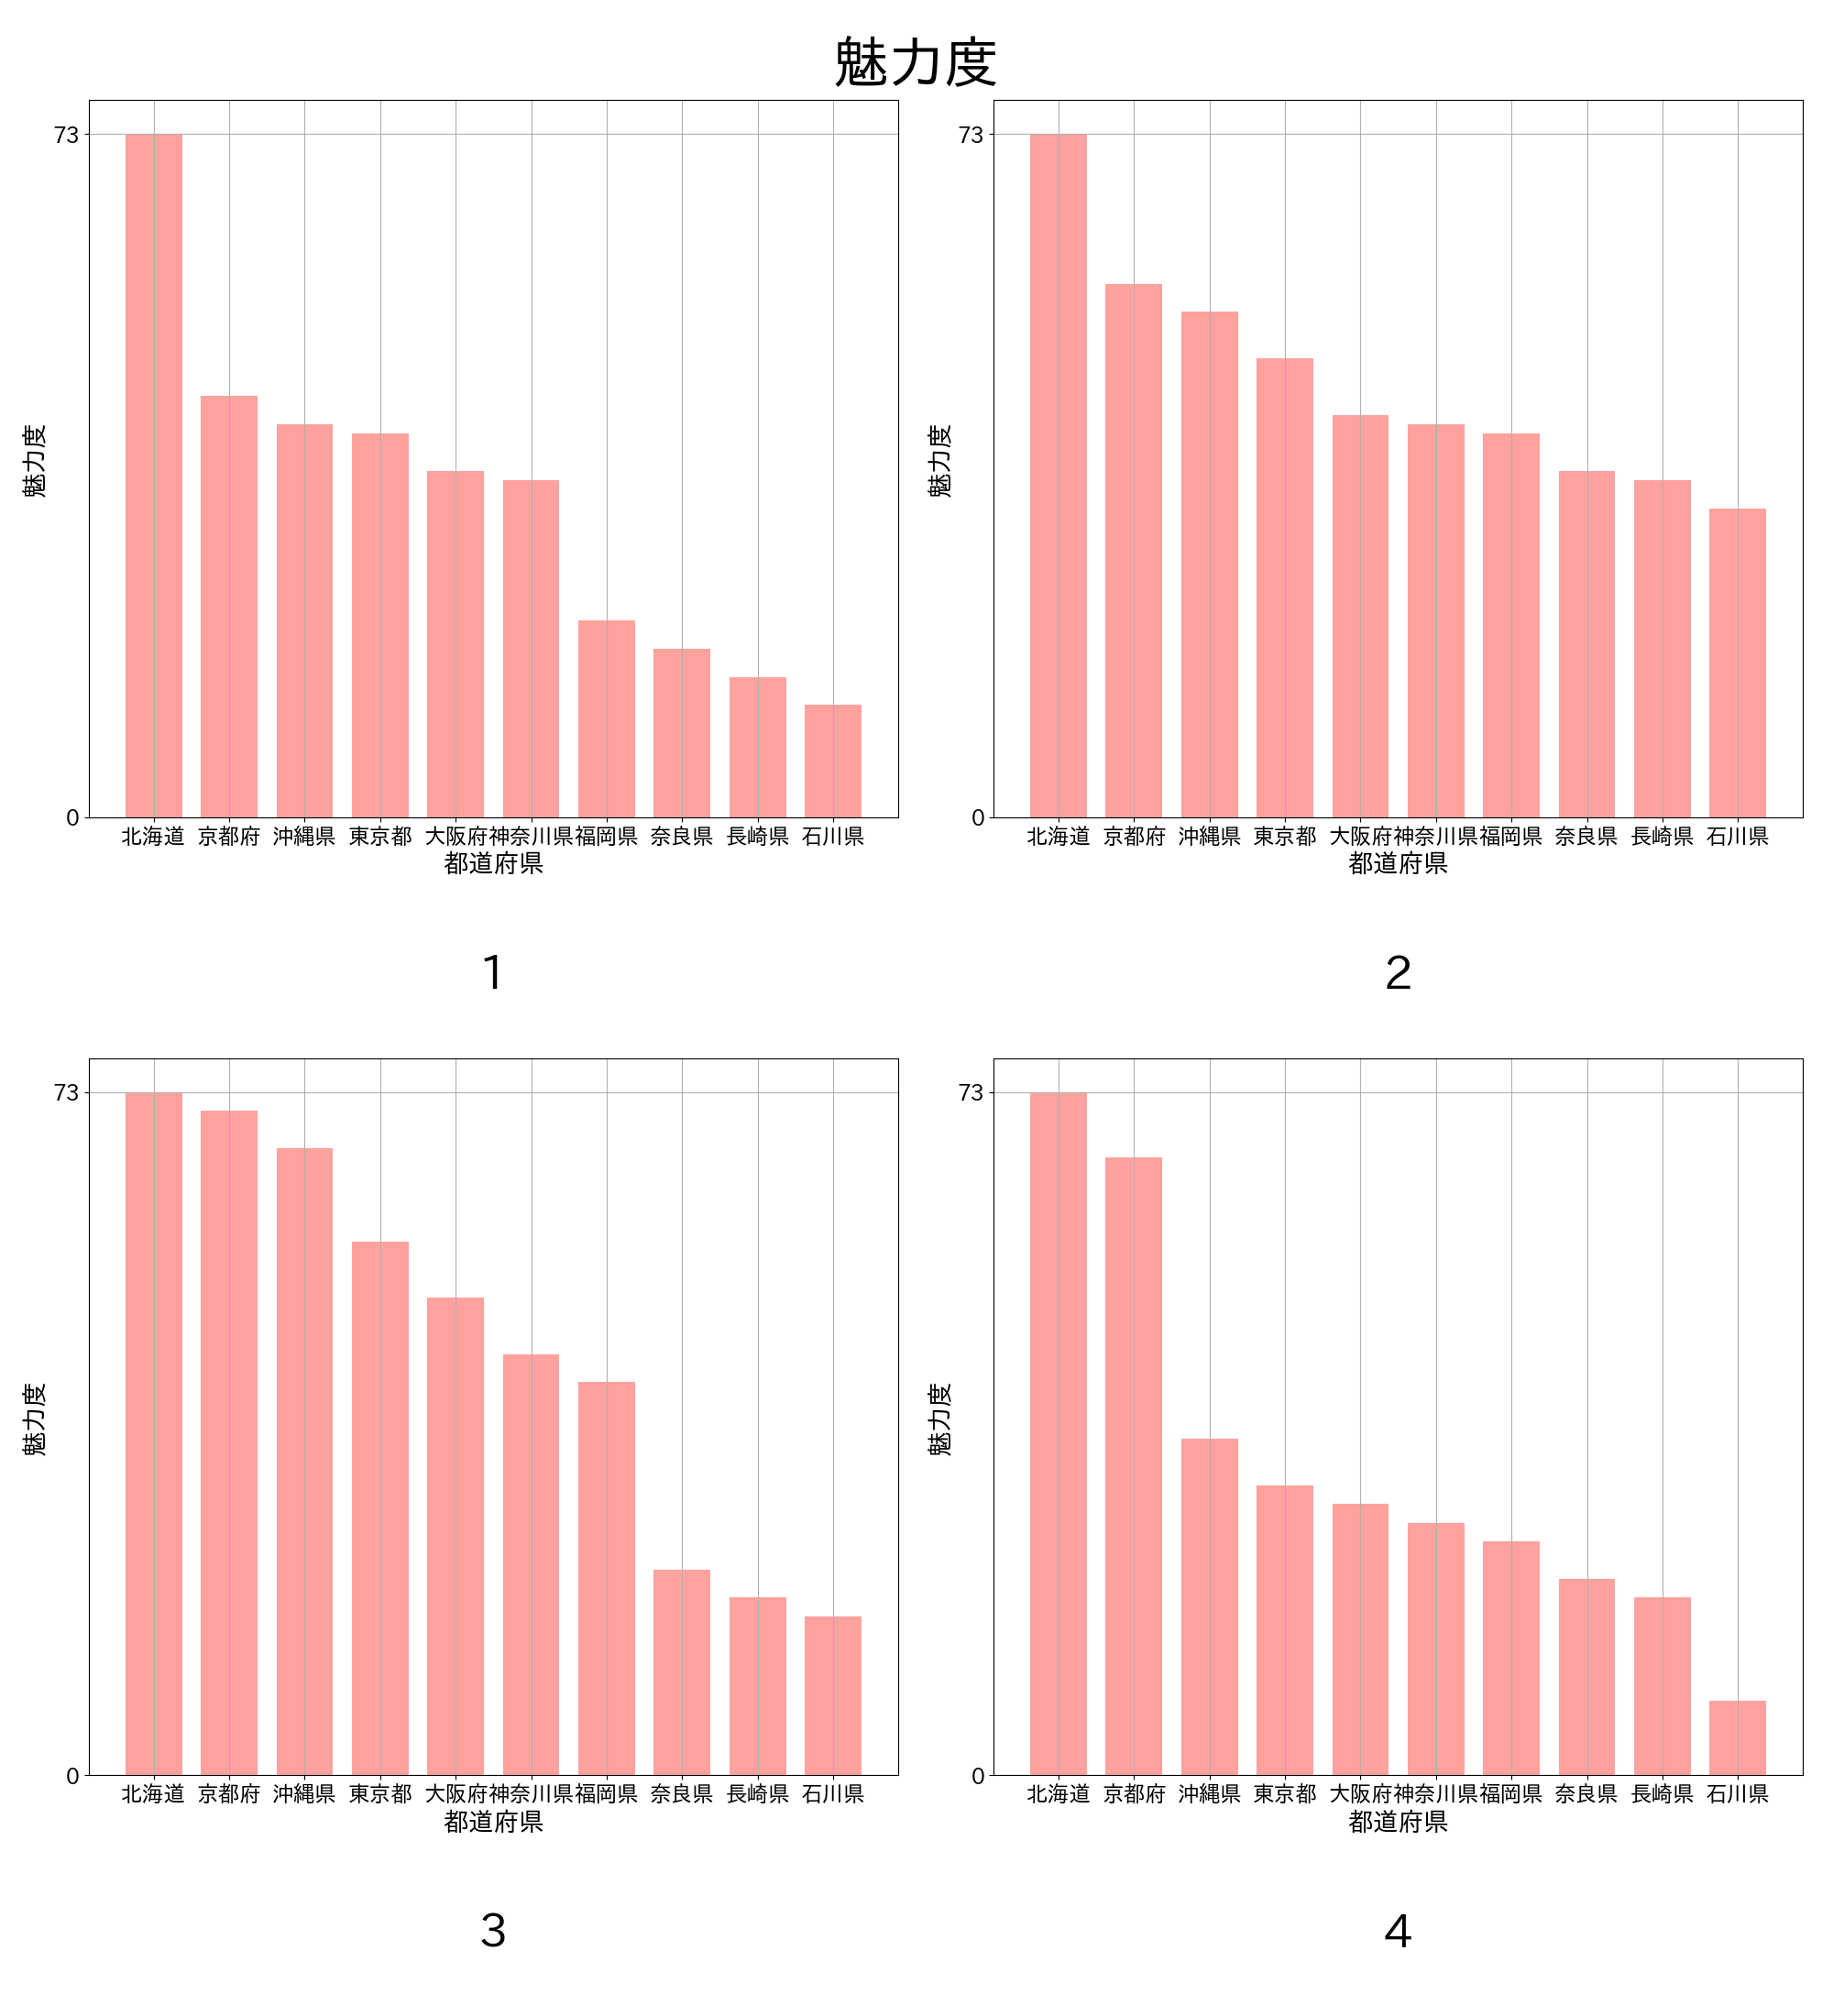 魅力度
73
魅力度
0
北海道 京都府 沖縄県 東京都 大阪府 神奈川県 福岡県 奈良県 長崎県 石川県
都道府県
1
73
魅力度
0
北海道 京都府 沖縄県 東京都 大阪府 神奈川県 福岡県 奈良県 長崎県 石川県
都道府県
2
73
魅力度
0
北海道 京都府 沖縄県 東京都 大阪府 神奈川県 福岡県 奈良県 長崎県 石川県
都道府県
3
73
魅力度
0
北海道 京都府 沖縄県 東京都 大阪府 神奈川県 福岡県 奈良県 長崎県 石川県
都道府県
4